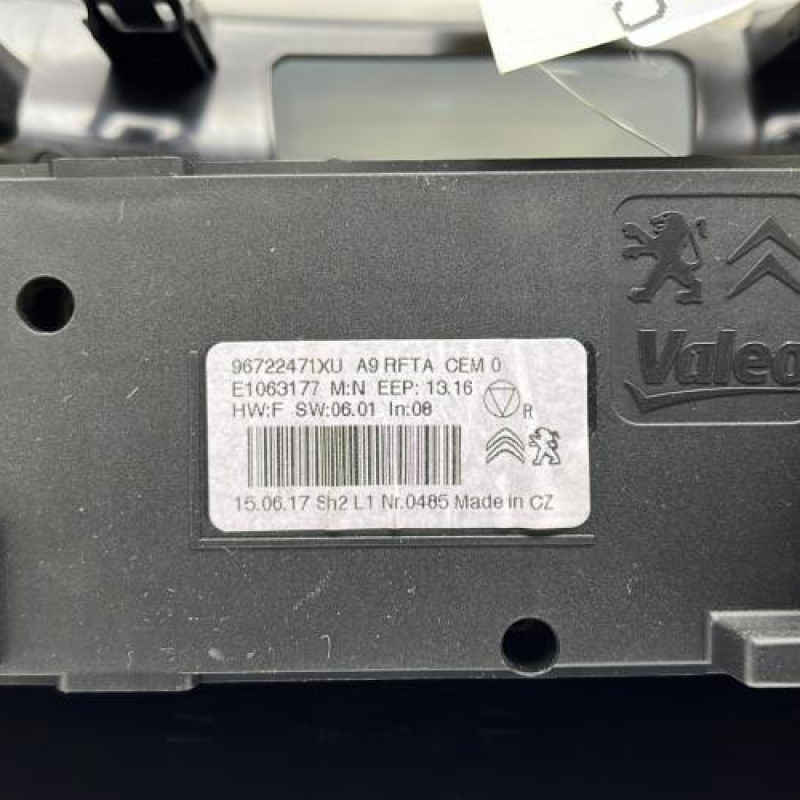 C
Valeo
96722471XU A9 RFTA CEM 0
E1063177 M:N EEP: 13.16
HW:F SW:06.01 In:08
R
15.06.17 Sh2 L1 Nr.0485 Made in CZ